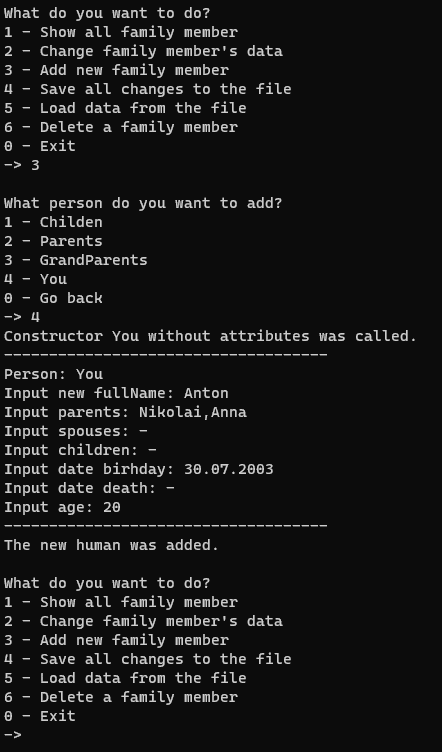 What do you want to do?
1 - Show all family member
2 - Change family member's data
3 - Add new family member
4 - Save all changes to the file
5 - Load data from the file
6 - Delete a family member
0 - Exit
-> 3
What person do you want to add?
1 - Childen
2 - Parents
3 - GrandParents
4 - You
0 - Go back
-> 4
Constructor You without attributes was called.
------------------------------------
Person: You
Input new fullName: Anton
Input parents: Nikolai,Anna
Input spouses: -
Input children: -
Input date birhday: 30.07.2003
Input date death: -
Input age: 20
------------------------------------
The new human was added.
What do you want to do?
1 - Show all family member
2 - Change family member's data
3 - Add new family member
4 - Save all changes to the file
5 - Load data from the file
6 - Delete a family member
0 - Exit
->